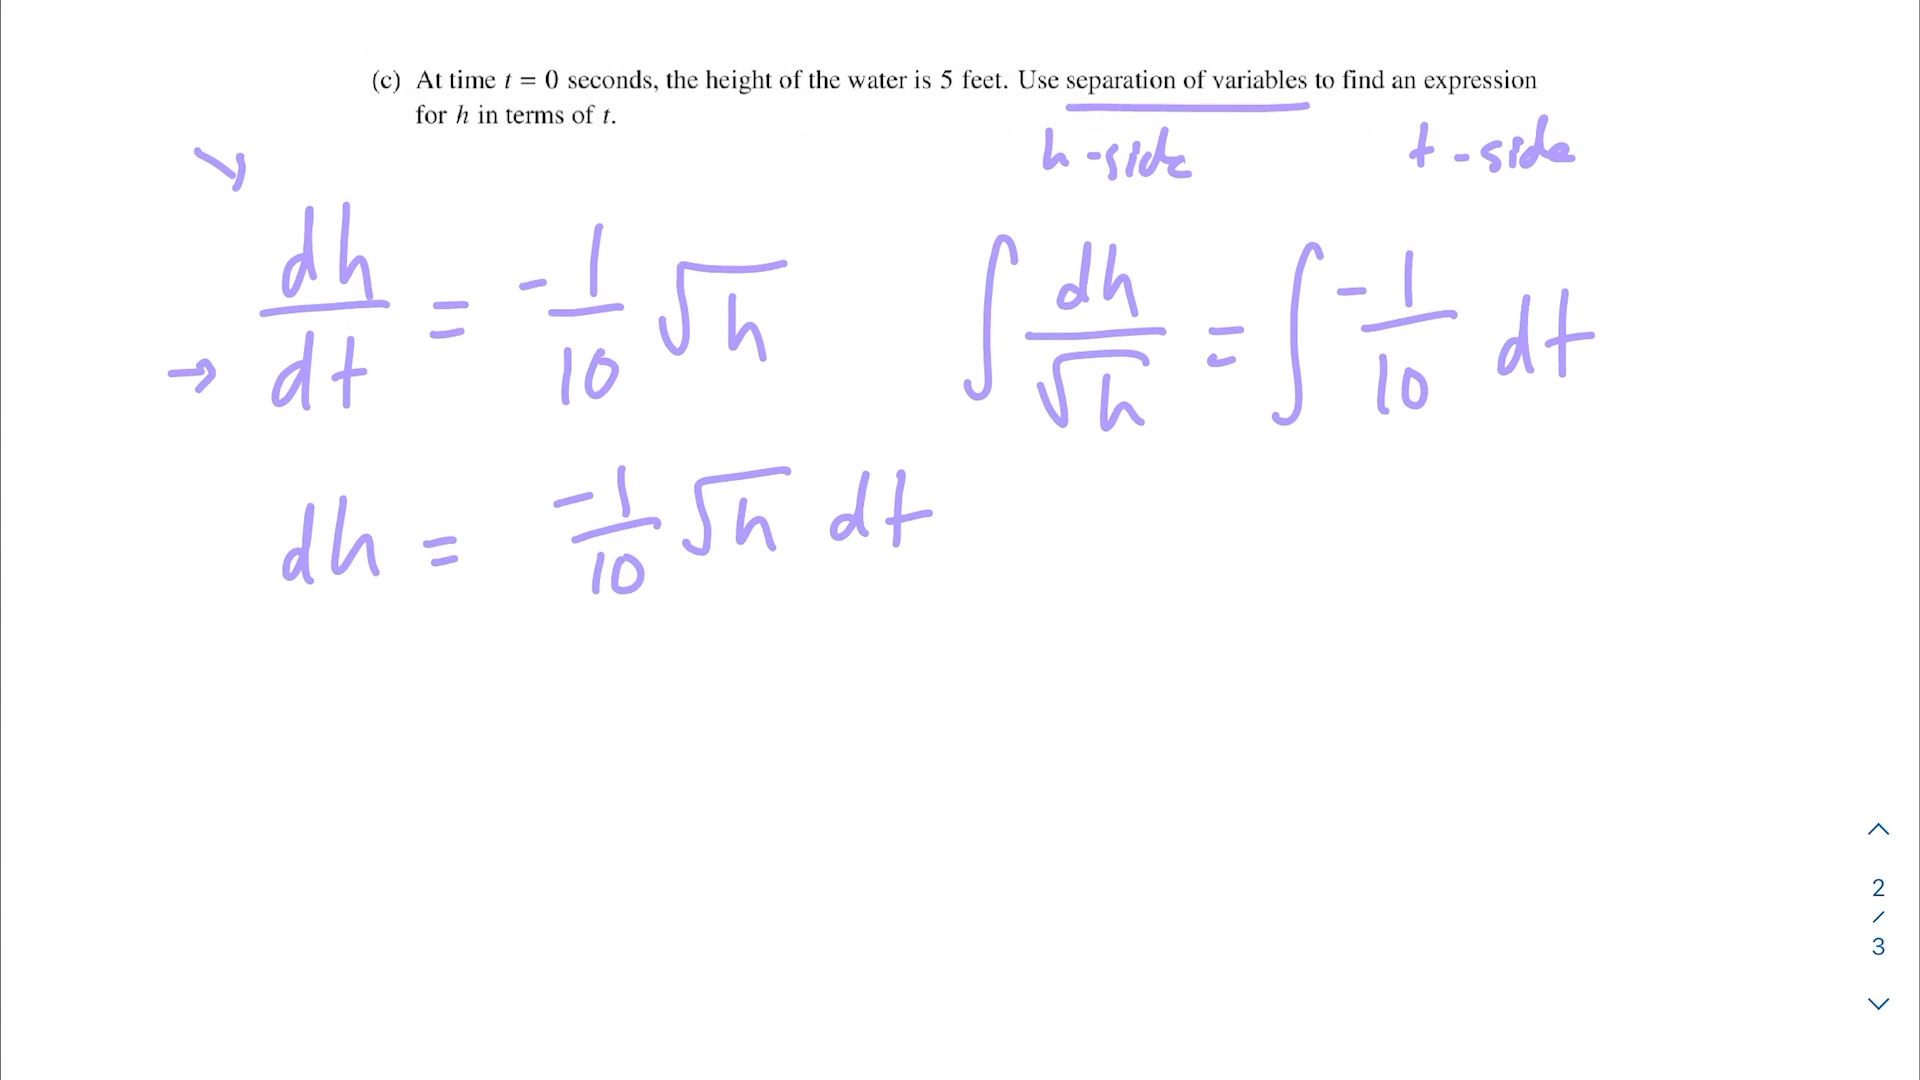 (c) At time t = 0 seconds, the height of the water is 5 feet. Use separation of variables to find an expression
for h in terms of t.
h-side t-side
dh/dt = -1/10 √h
∫ dh/√h = ∫ -1/10 dt
dh = -1/10 √h dt
2
/
3